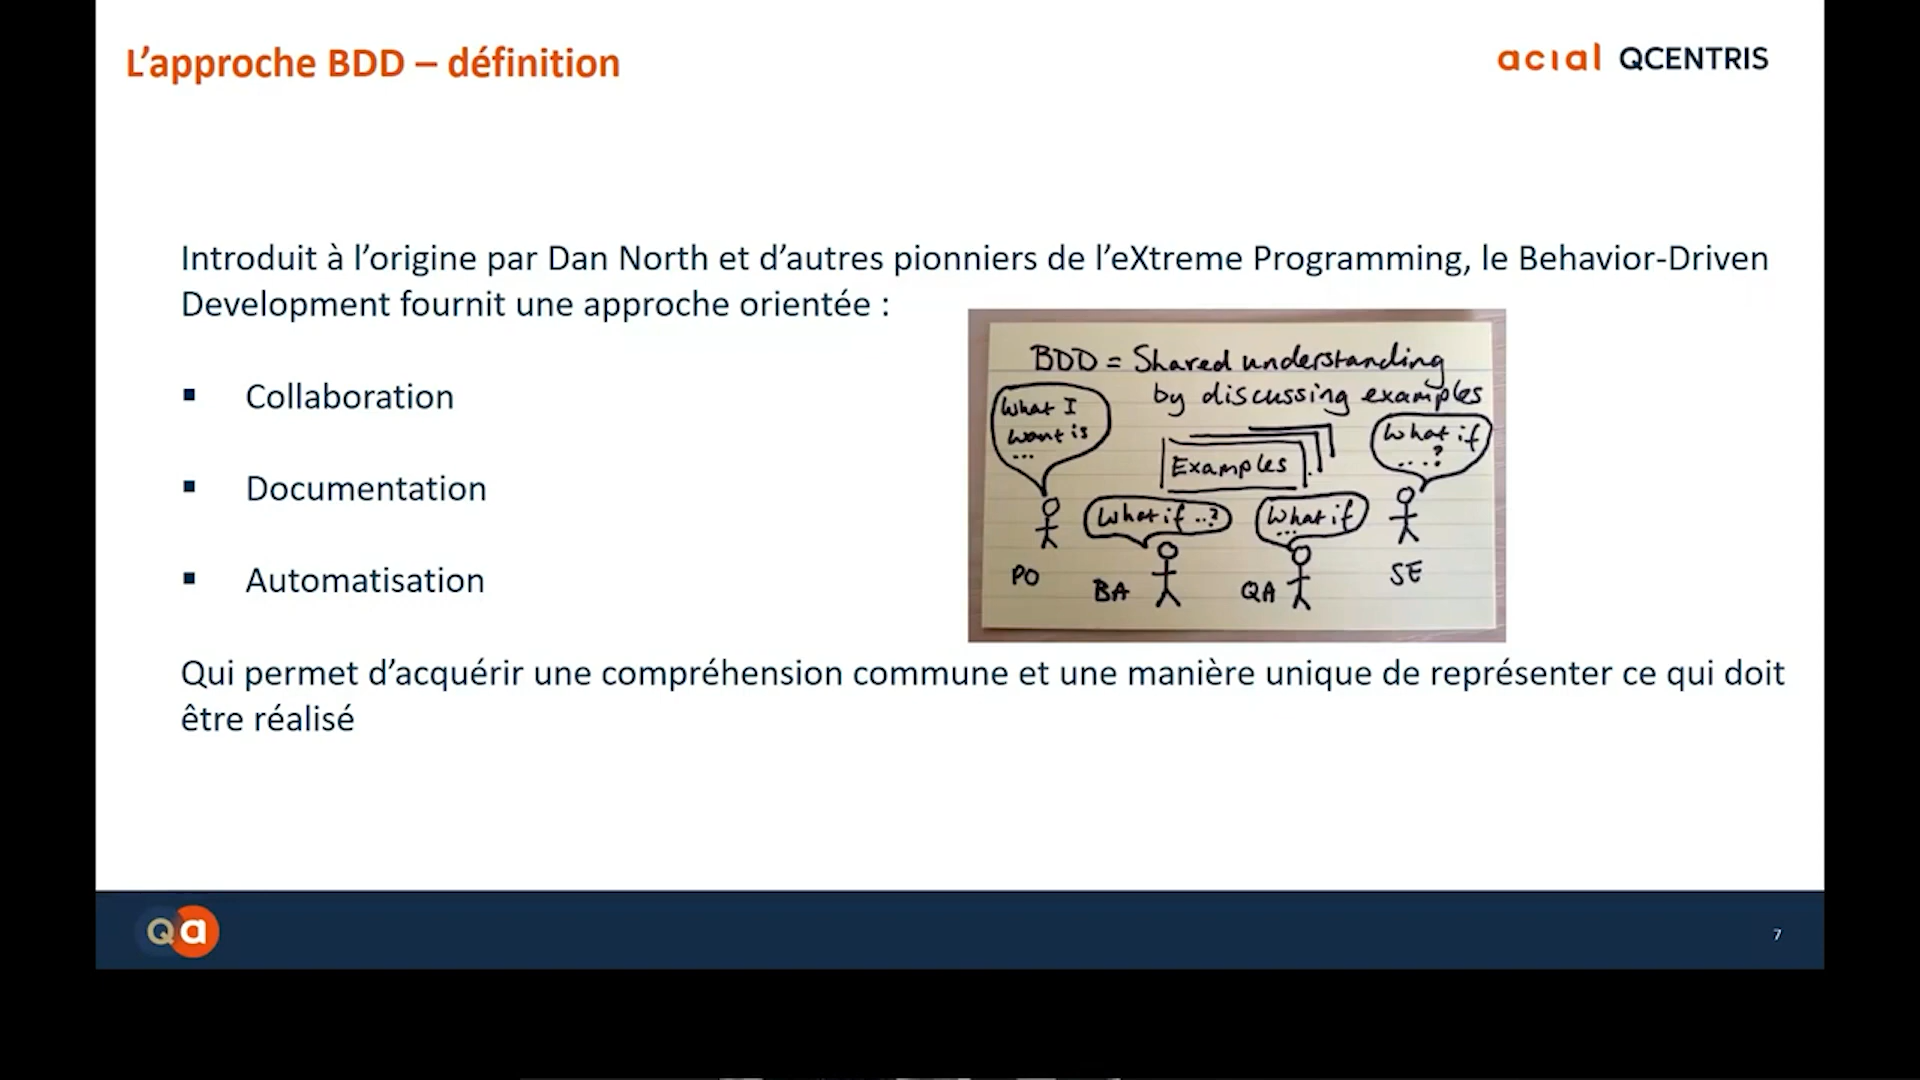 L'approche BDD – définition
acial QCENTRIS
Introduit à l'origine par Dan North et d'autres pionniers de l'eXtreme Programming, le Behavior-Driven
Development fournit une approche orientée :
▪ Collaboration
▪ Documentation
▪ Automatisation
BDD = Shared understanding
by discussing examples
What I
want is
...
Examples
What if
....?
What if ..?
What if
...
PO
BA
QA
SE
Qui permet d'acquérir une compréhension commune et une manière unique de représenter ce qui doit
être réalisé
Qa
7